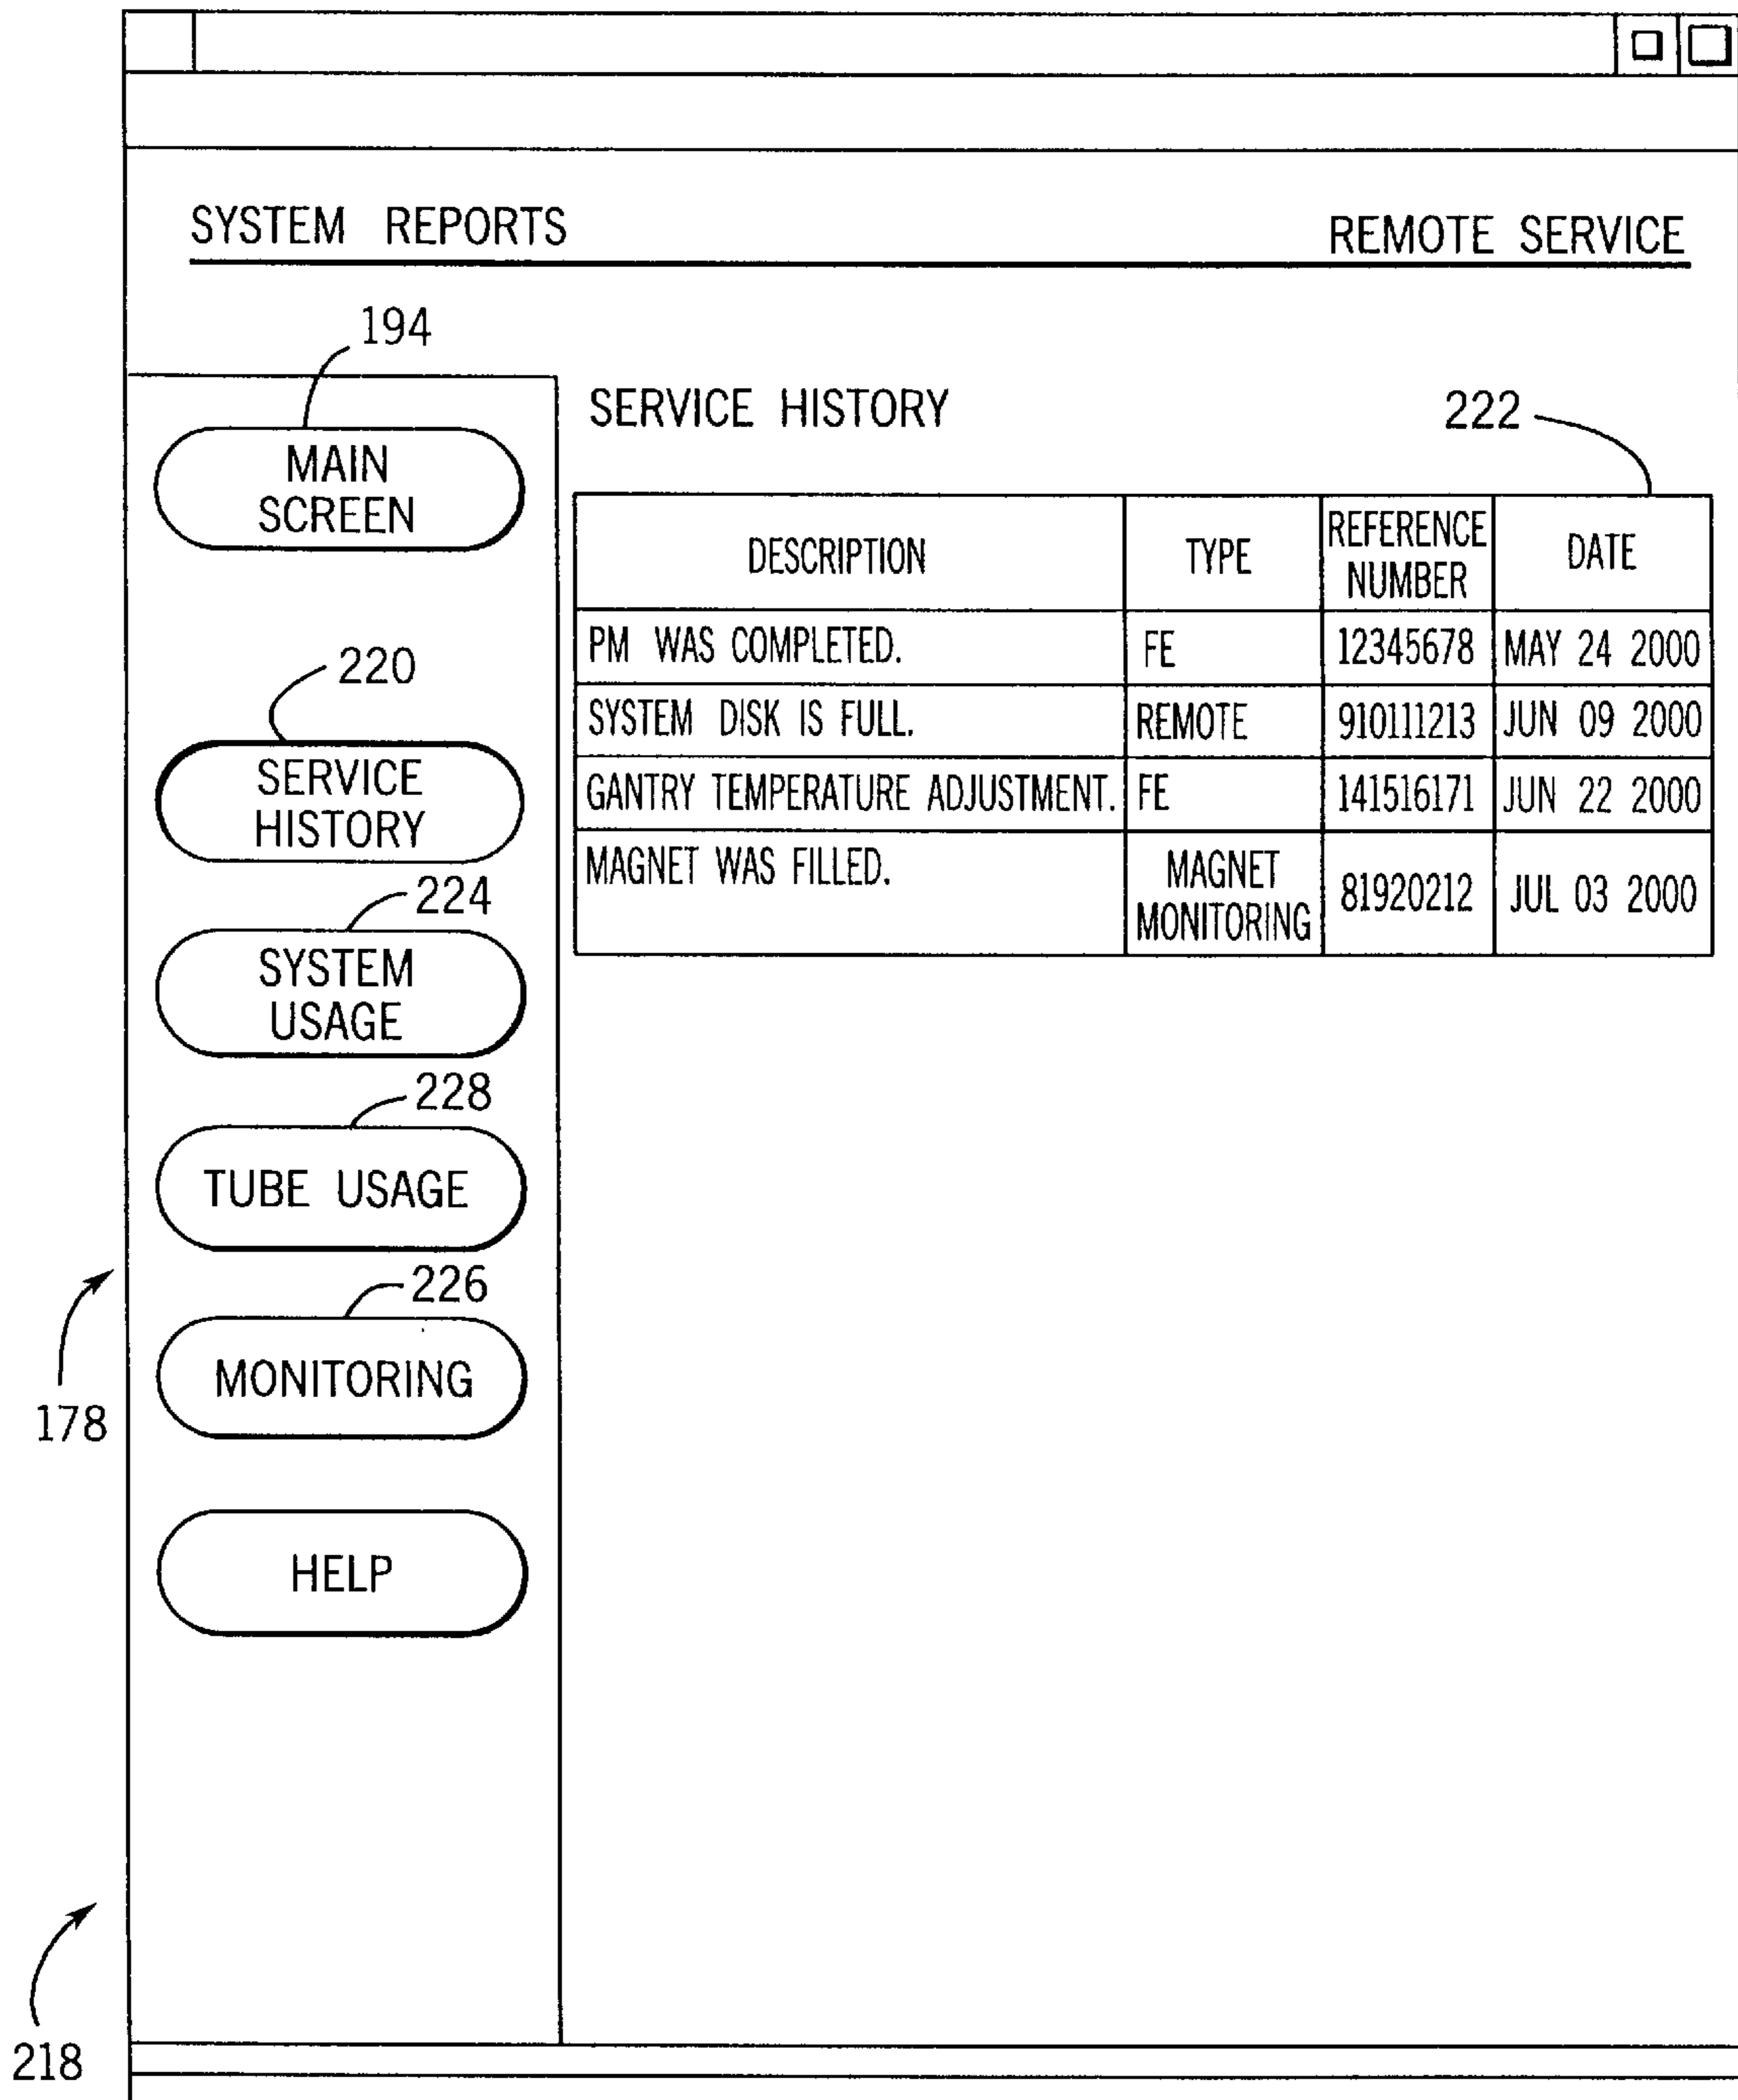 SYSTEM REPORTS
REMOTE SERVICE
194
MAIN
SCREEN
220
SERVICE
HISTORY
224
SYSTEM
USAGE
228
TUBE USAGE
226
MONITORING
HELP
178
218
SERVICE HISTORY
222
DESCRIPTION TYPE REFERENCE NUMBER DATE
PM WAS COMPLETED. FE 12345678 MAY 24 2000
SYSTEM DISK IS FULL. REMOTE 910111213 JUN 09 2000
GANTRY TEMPERATURE ADJUSTMENT. FE 141516171 JUN 22 2000
MAGNET WAS FILLED. MAGNET MONITORING 81920212 JUL 03 2000